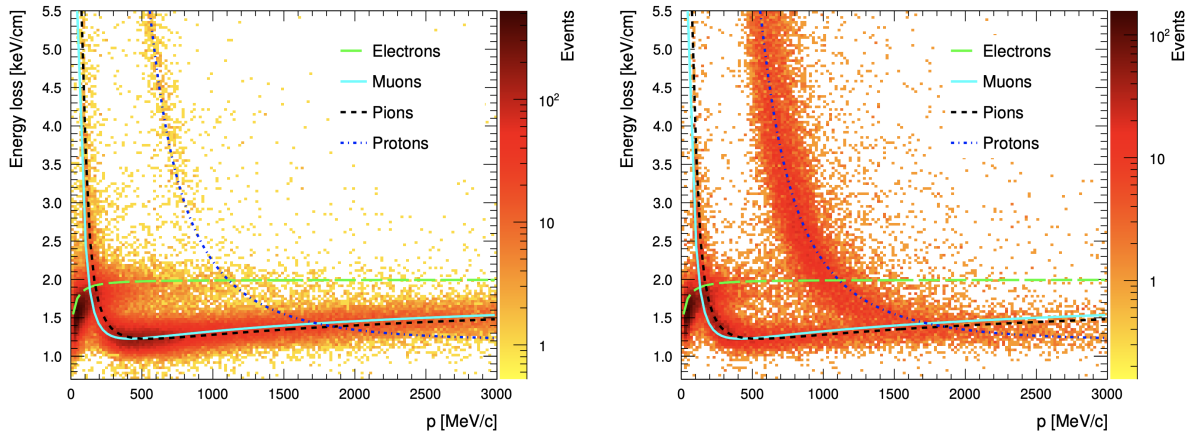 Energy loss [keV/cm]
5.5
5.0
4.5
4.0
3.5
3.0
2.5
2.0
1.5
1.0
Electrons
Muons
Pions
Protons
0 500 1000 1500 2000 2500 3000
p [MeV/c]
Events
10²
10
1
Energy loss [keV/cm]
5.5
5.0
4.5
4.0
3.5
3.0
2.5
2.0
1.5
1.0
Electrons
Muons
Pions
Protons
0 500 1000 1500 2000 2500 3000
p [MeV/c]
Events
10²
10
1